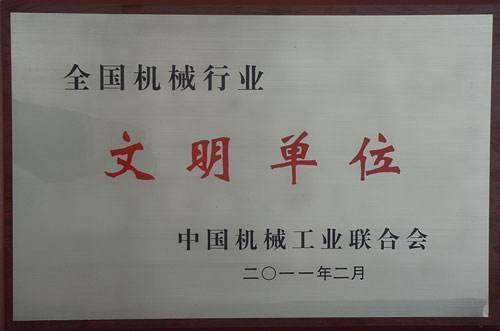 全国机械行业
文明单位
中国机械工业联合会
二〇一一年二月